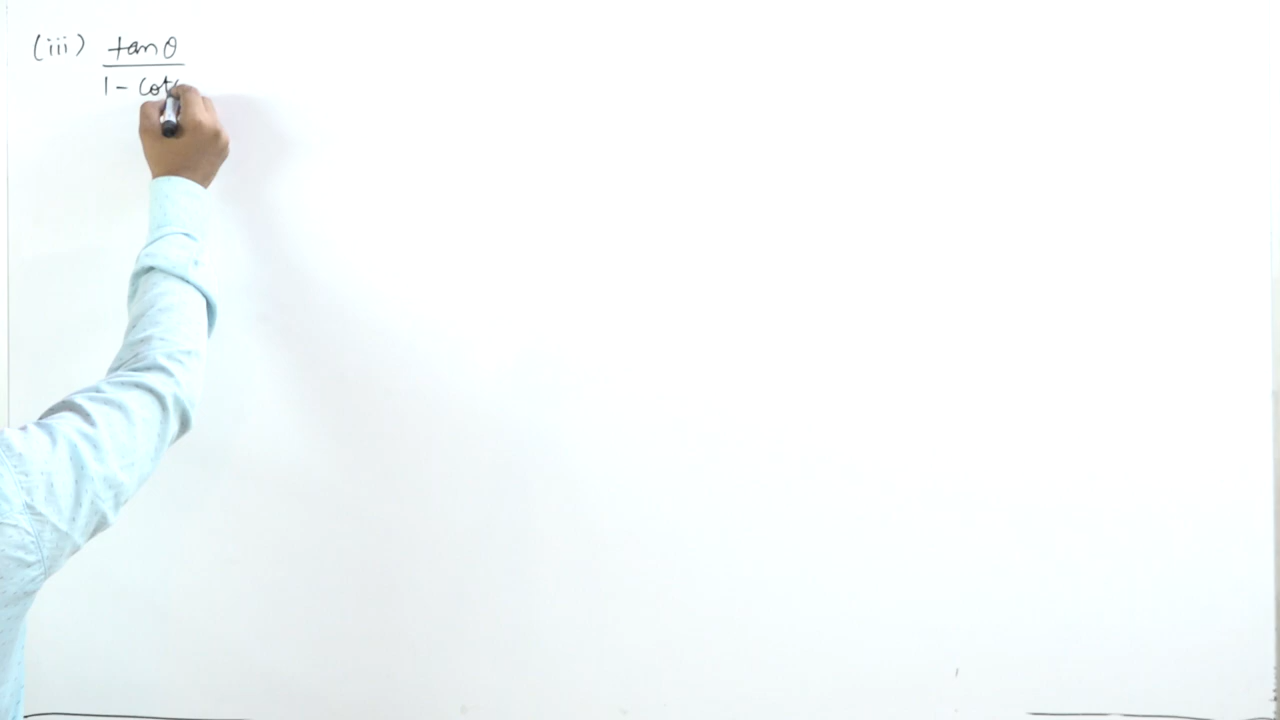 (iii) tan θ
1 - cot